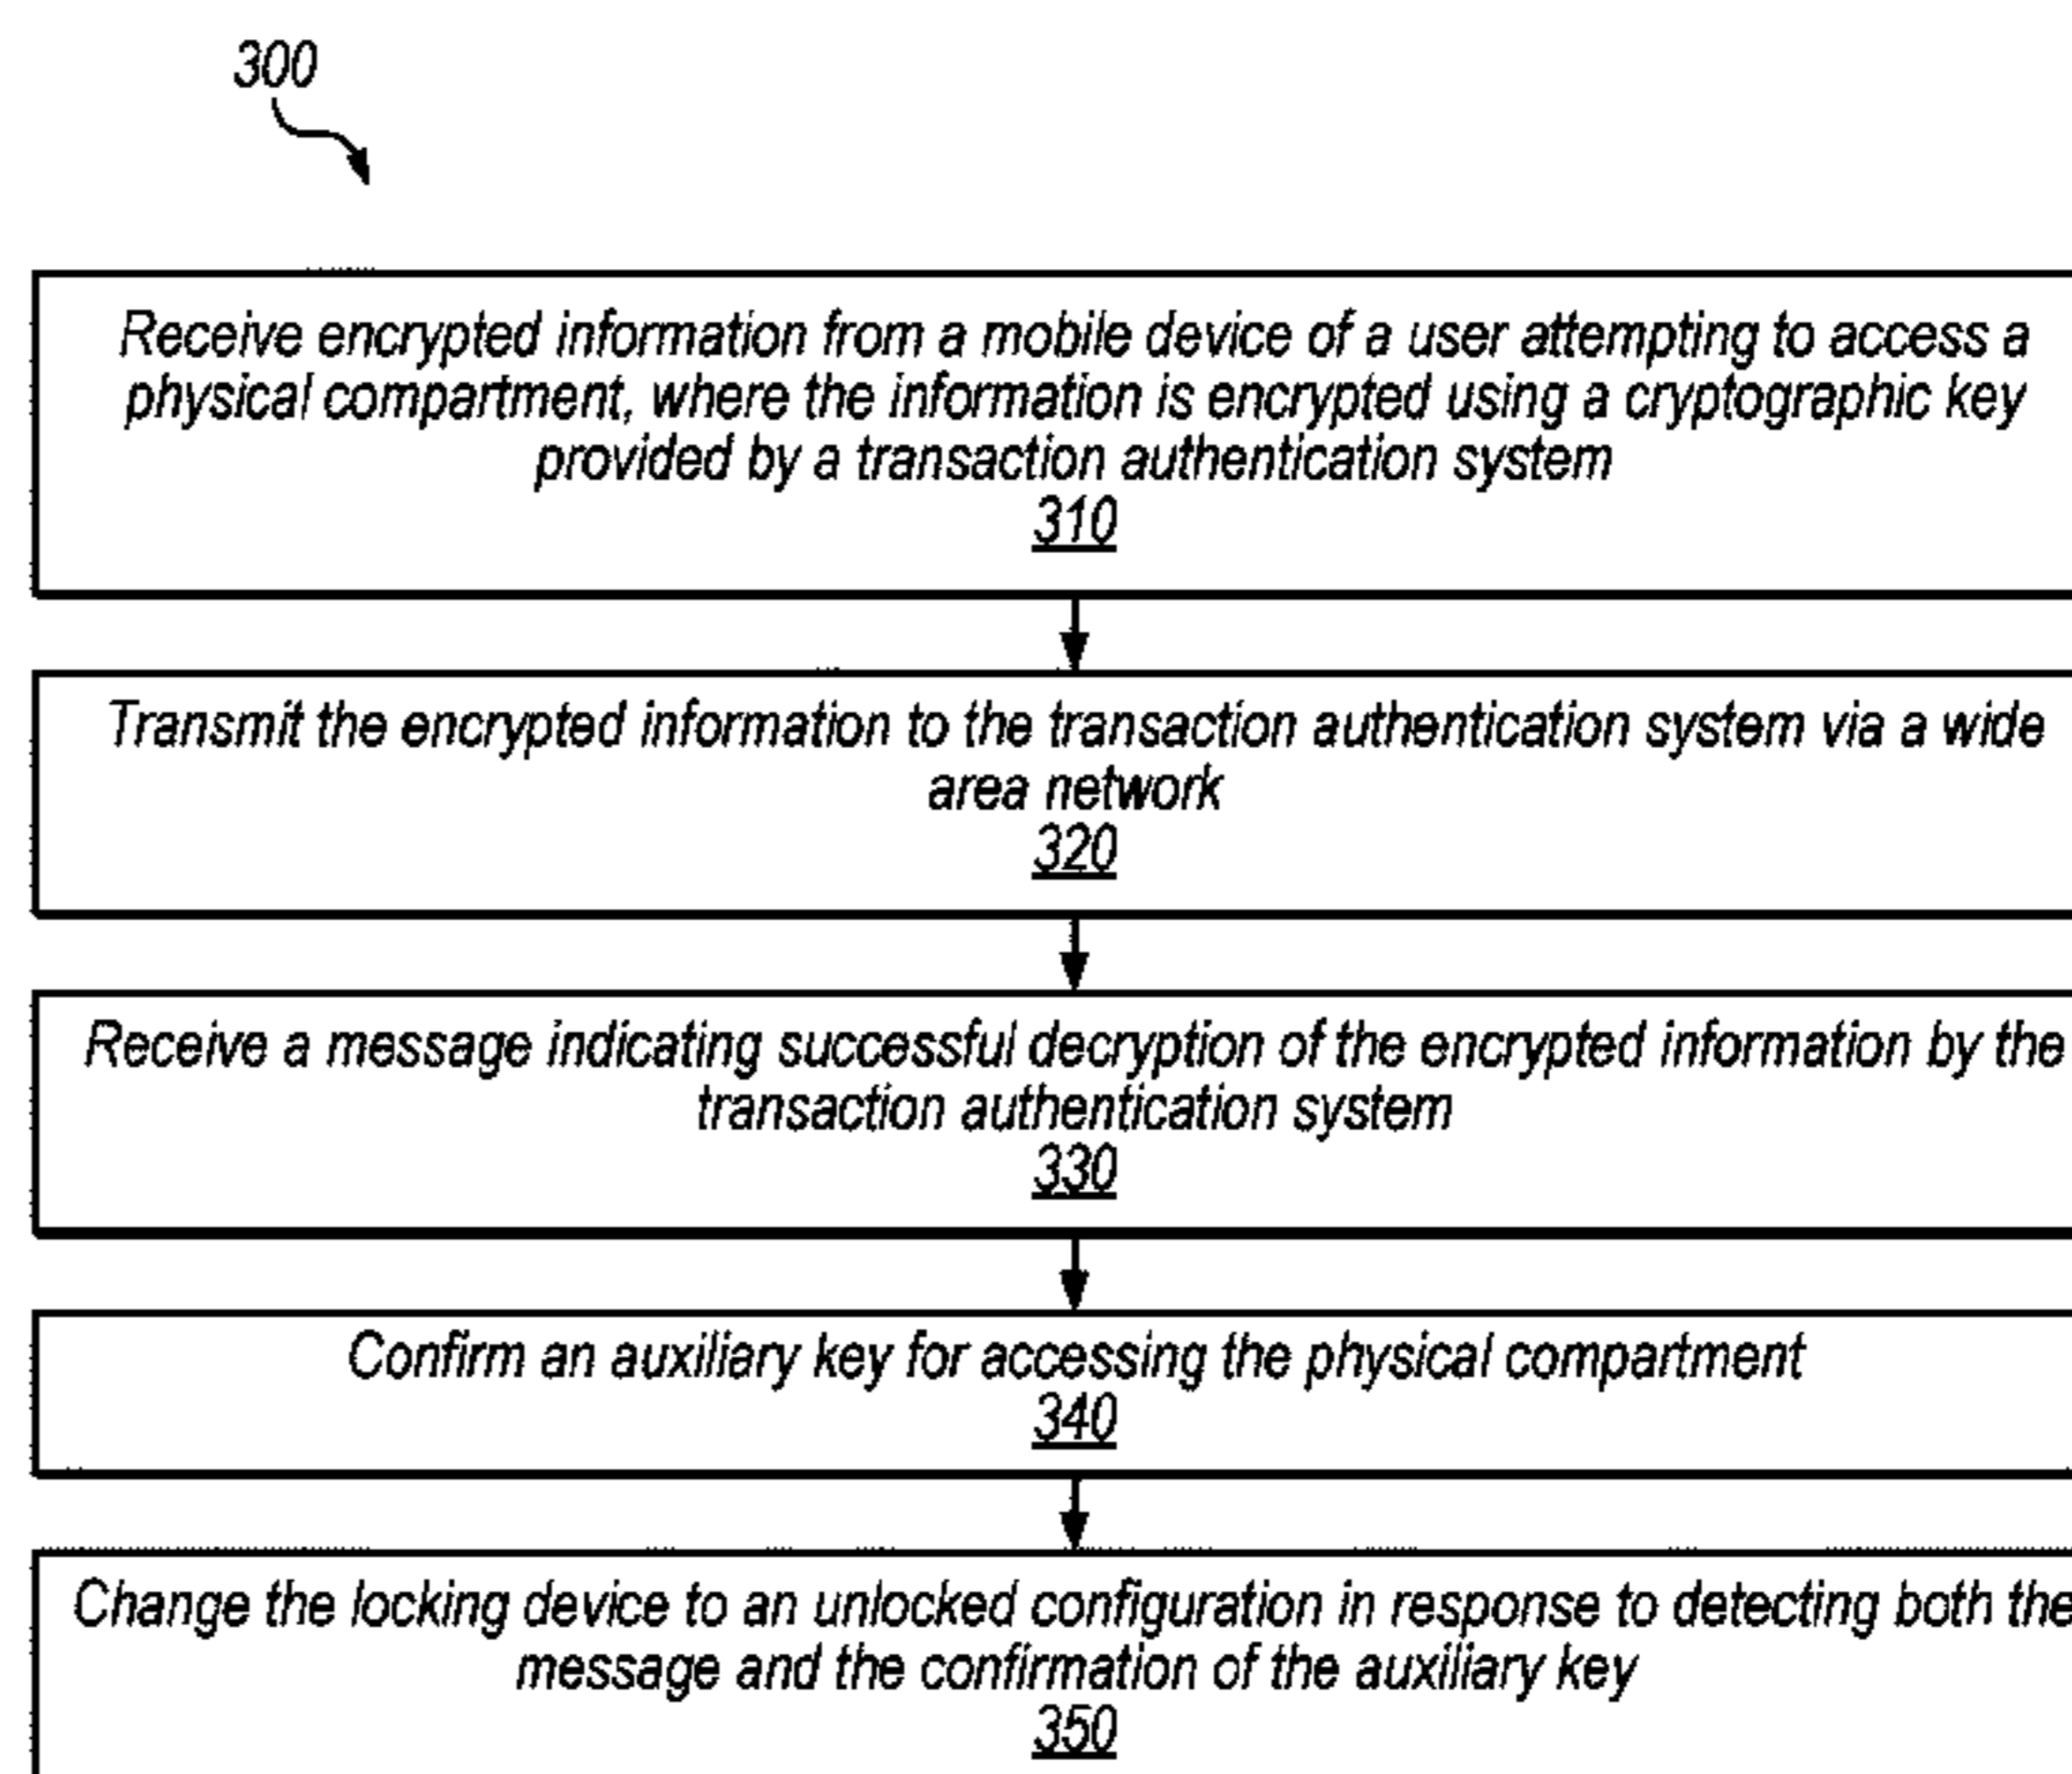 300
Receive encrypted information from a mobile device of a user attempting to access a
physical compartment, where the information is encrypted using a cryptographic key
provided by a transaction authentication system
310
Transmit the encrypted information to the transaction authentication system via a wide
area network
320
Receive a message indicating successful decryption of the encrypted information by the
transaction authentication system
330
Confirm an auxiliary key for accessing the physical compartment
340
Change the locking device to an unlocked configuration in response to detecting both the
message and the confirmation of the auxiliary key
350